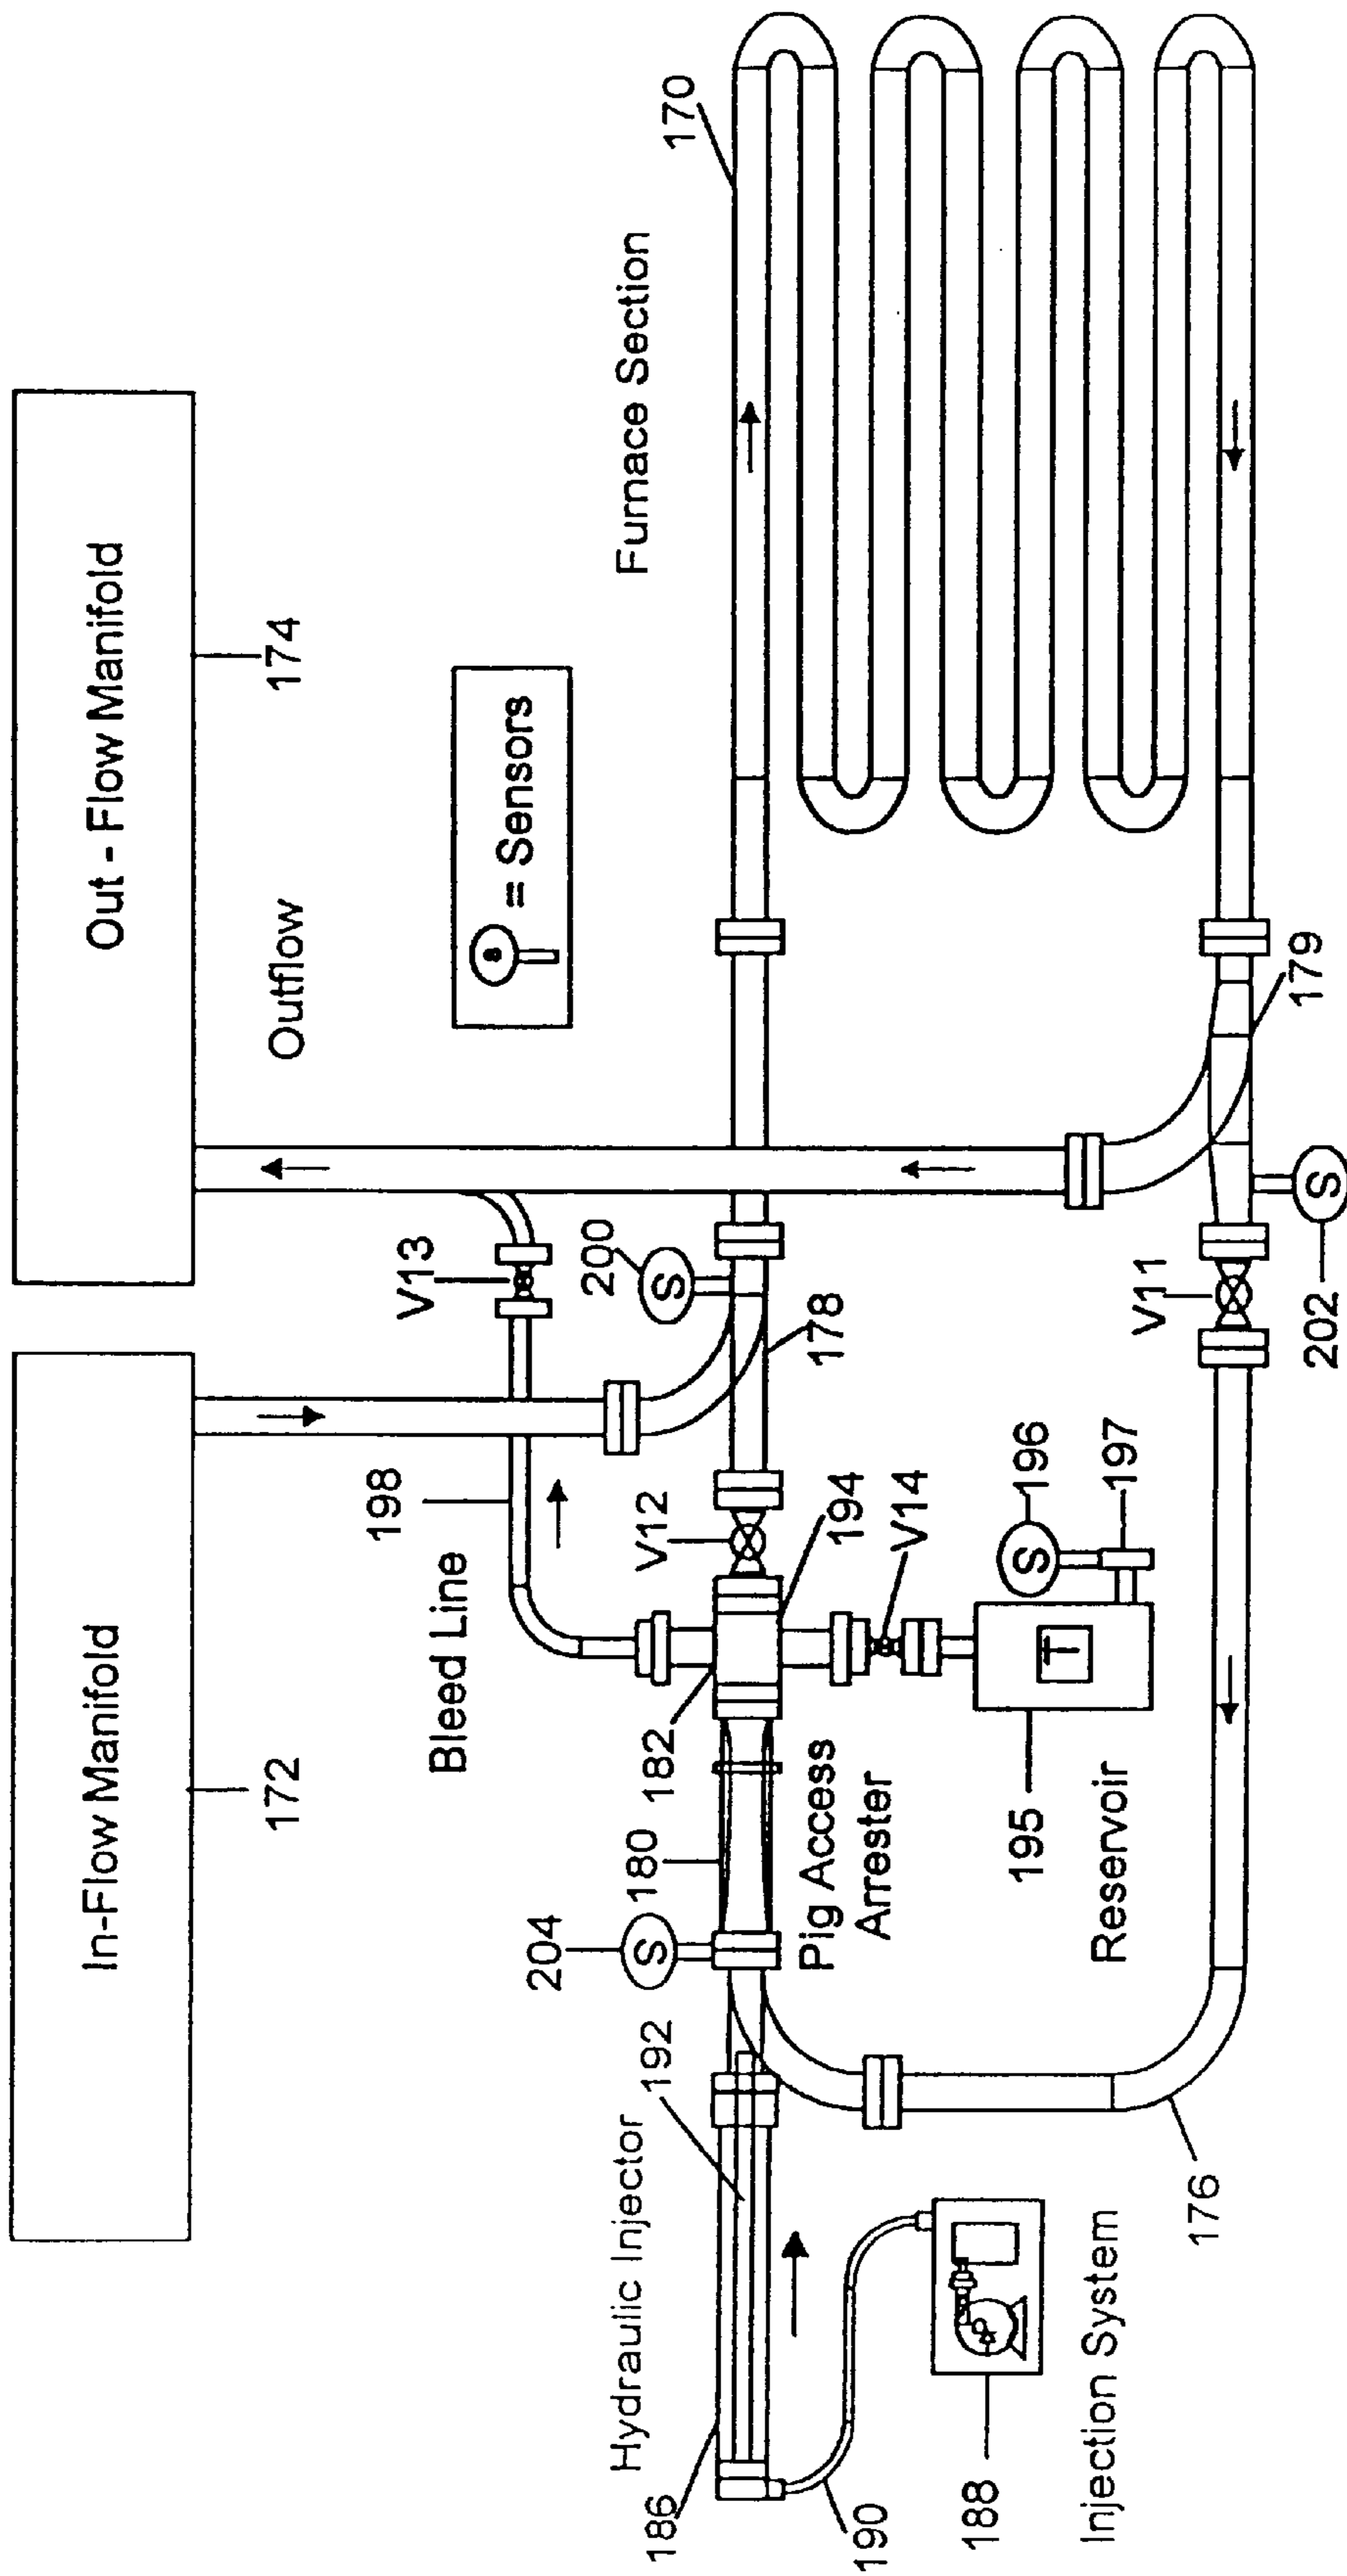 In-Flow Manifold
172
Out - Flow Manifold
174
Outflow
s = Sensors
Bleed Line
198
V13
Hydraulic Injector
186
192
204
S
180
182
V12
200
S
178
Furnace Section
170
Pig Access
Arrester
194
V14
190
188
Injection System
195
Reservoir
T
196
S
197
176
V11
202
S
179